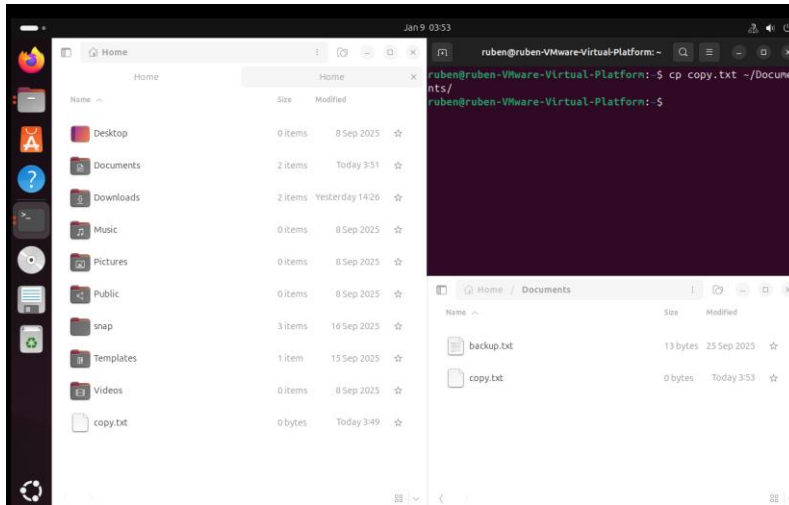 Jan 9 03:53
Home
Home
Home
Name
Size
Modified
Desktop
0 items
8 Sep 2025
Documents
2 items
Today 3:51
Downloads
2 items
Yesterday 14:26
Music
0 items
8 Sep 2025
Pictures
0 items
8 Sep 2025
Public
0 items
8 Sep 2025
snap
3 items
16 Sep 2025
Templates
1 item
15 Sep 2025
Videos
0 items
8 Sep 2025
copy.txt
0 bytes
Today 3:49
ruben@ruben-VMware-Virtual-Platform: ~
ruben@ruben-VMware-Virtual-Platform:~$ cp copy.txt ~/Docume
nts/
ruben@ruben-VMware-Virtual-Platform:~$
Home / Documents
Name
Size
Modified
backup.txt
13 bytes
25 Sep 2025
copy.txt
0 bytes
Today 3:53